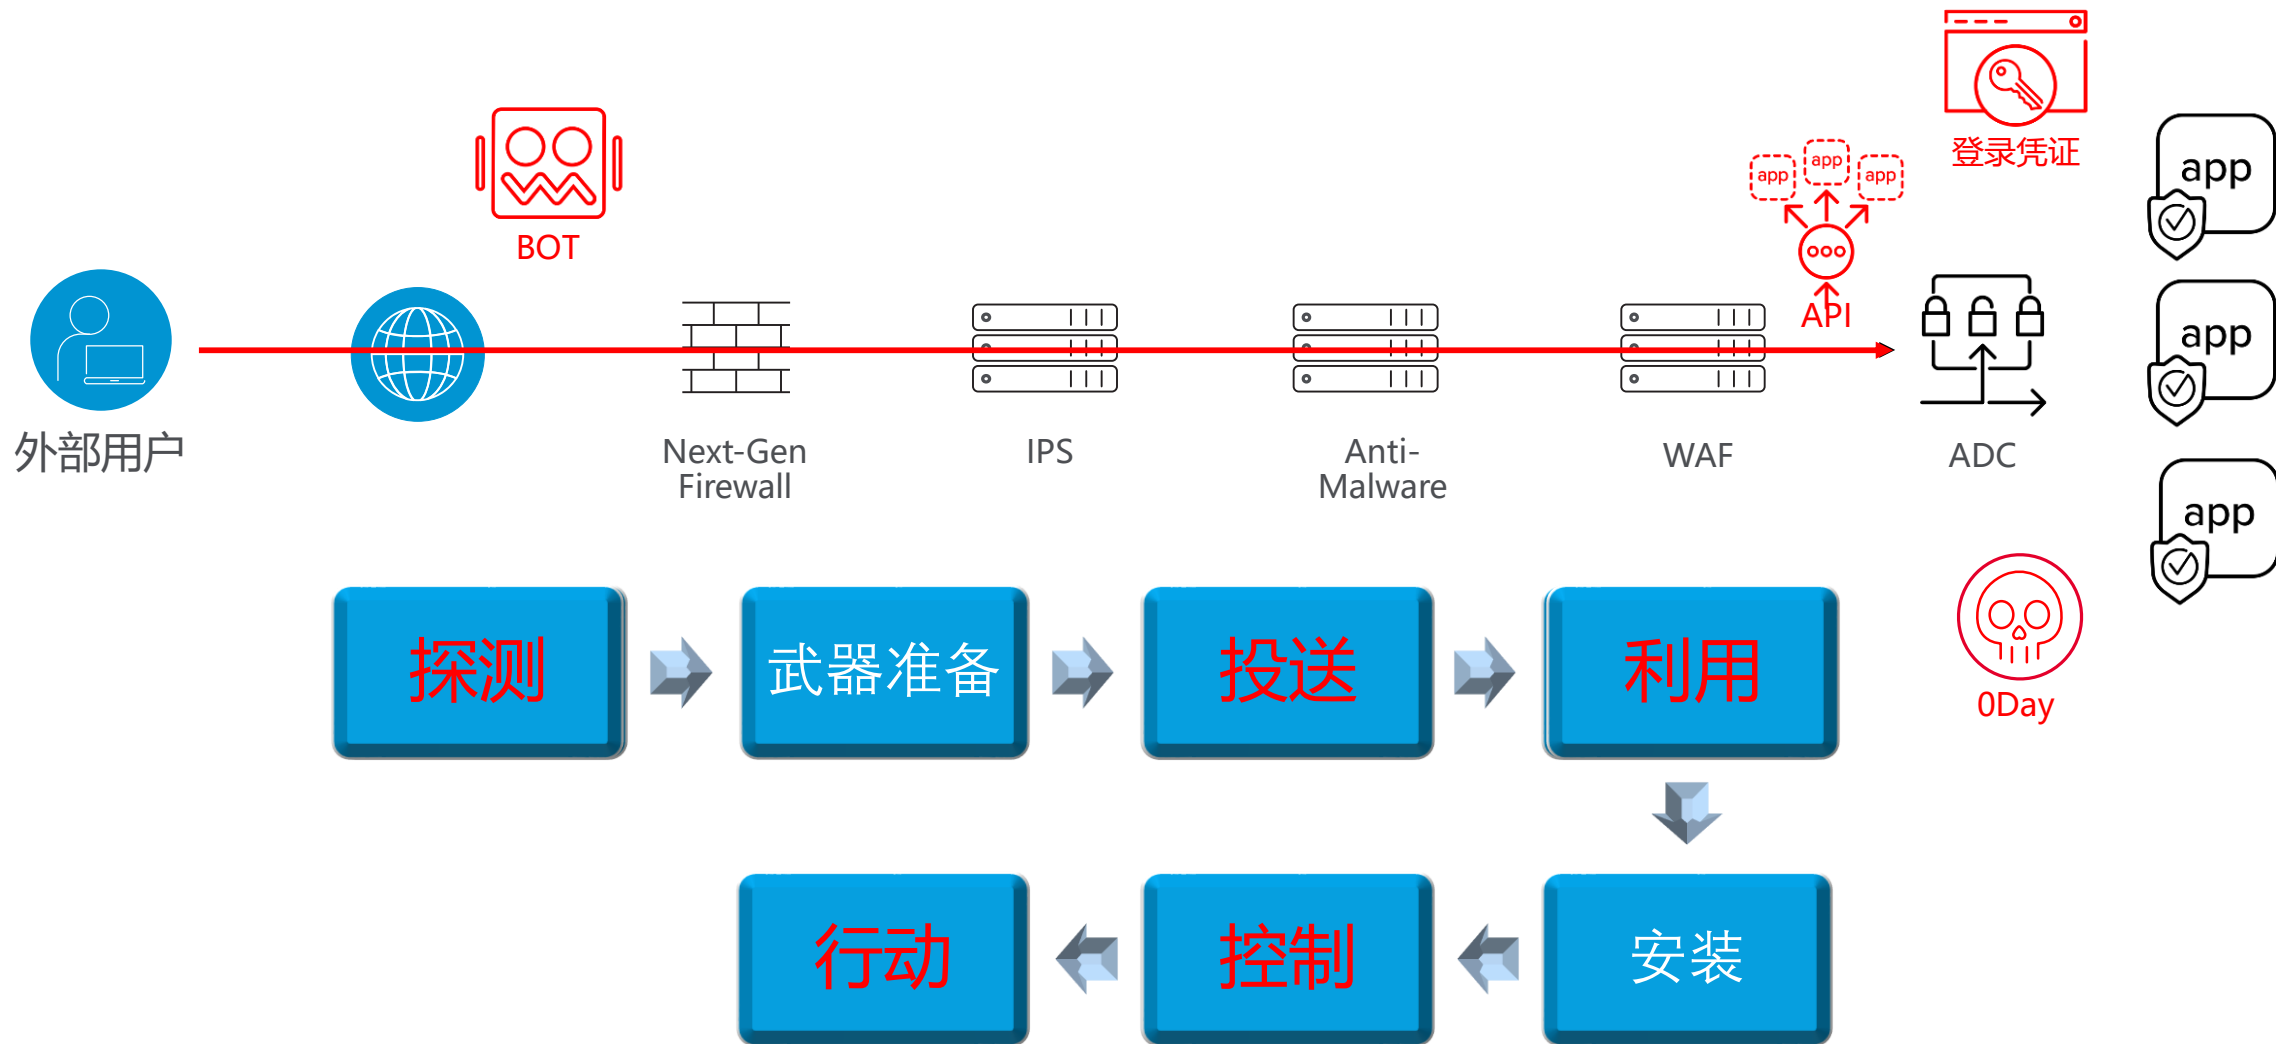 登录凭证
app
app
app
app
BOT
API
app
外部用户
Next-Gen
Firewall
IPS
Anti-
Malware
WAF
ADC
app
0Day
探测
武器准备
投送
利用
行动
控制
安装